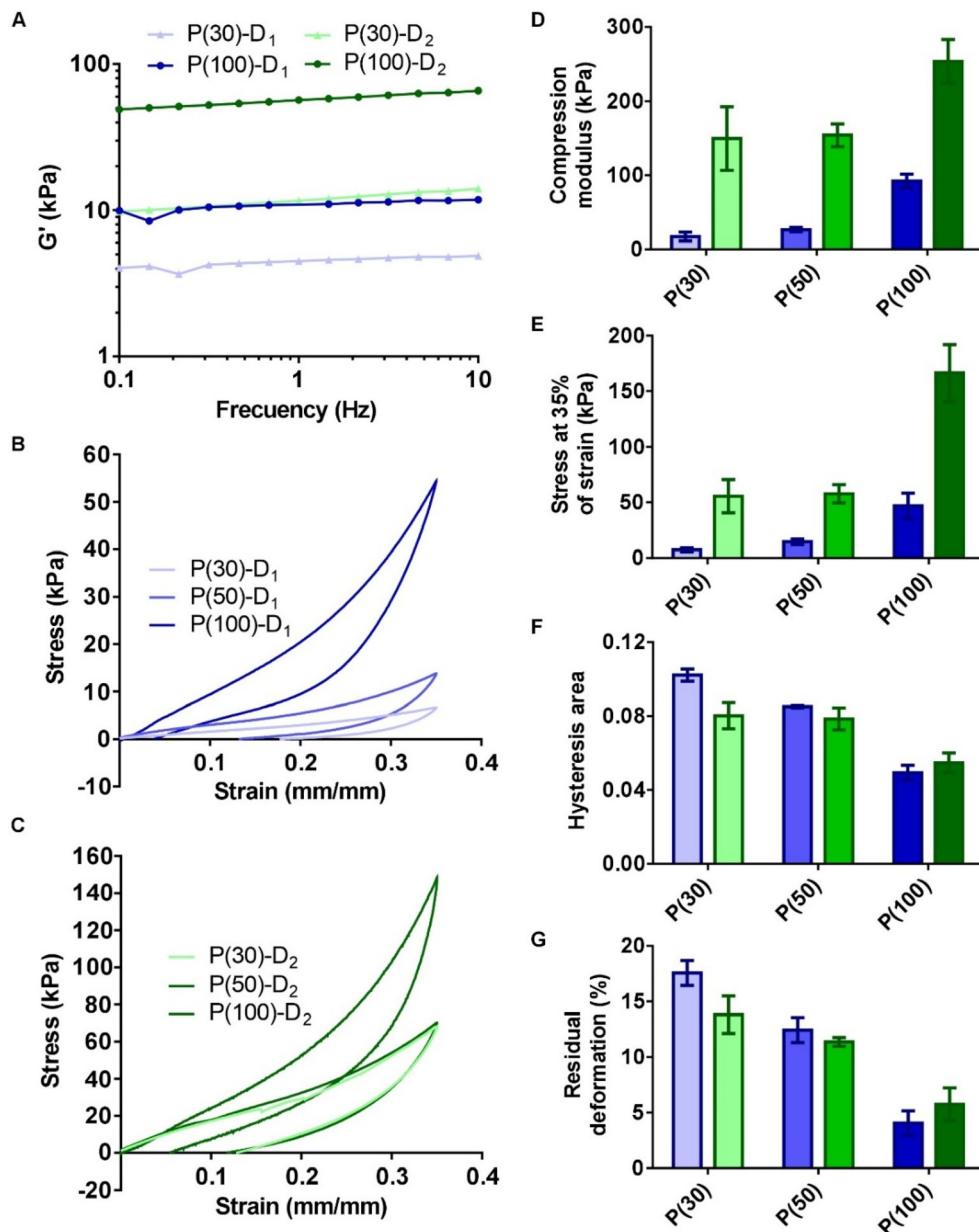 A
P(30)-D₁ P(30)-D₂
P(100)-D₁ P(100)-D₂
100
10
1
G' (kPa)
0.1 1 10
Frecuency (Hz)
B
60
50
40
30
20
10
0
-10
Stress (kPa)
P(30)-D₁
P(50)-D₁
P(100)-D₁
0.1 0.2 0.3 0.4
Strain (mm/mm)
C
160
140
120
100
80
60
40
20
0
-20
Stress (kPa)
P(30)-D₂
P(50)-D₂
P(100)-D₂
0.1 0.2 0.3 0.4
Strain (mm/mm)
D
Compression
modulus (kPa)
300
200
100
0
P(30) P(50) P(100)
E
Stress at 35%
of strain (kPa)
200
150
100
50
0
P(30) P(50) P(100)
F
Hysteresis area
0.12
0.08
0.04
0.00
P(30) P(50) P(100)
G
Residual
deformation (%)
20
15
10
5
0
P(30) P(50) P(100)